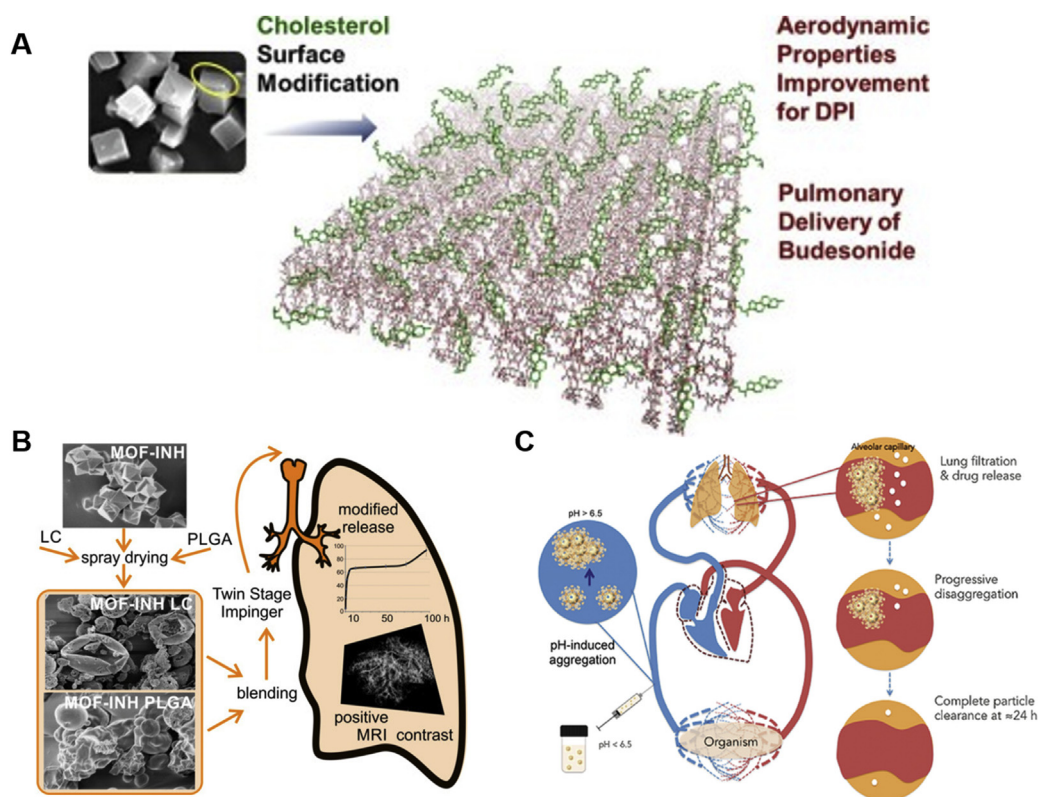 A
Cholesterol
Surface
Modification
Aerodynamic
Properties
Improvement
for DPI
Pulmonary
Delivery of
Budesonide
B
MOF-INH
LC
PLGA
spray drying
MOF-INH LC
MOF-INH PLGA
Twin Stage
Impinger
blending
modified
release
100
80
60
40
20
0
10 50 100 h
positive
MRI contrast
C
pH > 6.5
pH-induced
aggregation
pH < 6.5
Organism
Alveolar capillary
Lung filtration
& drug release
Progressive
disaggregation
Complete particle
clearance at ≈24 h